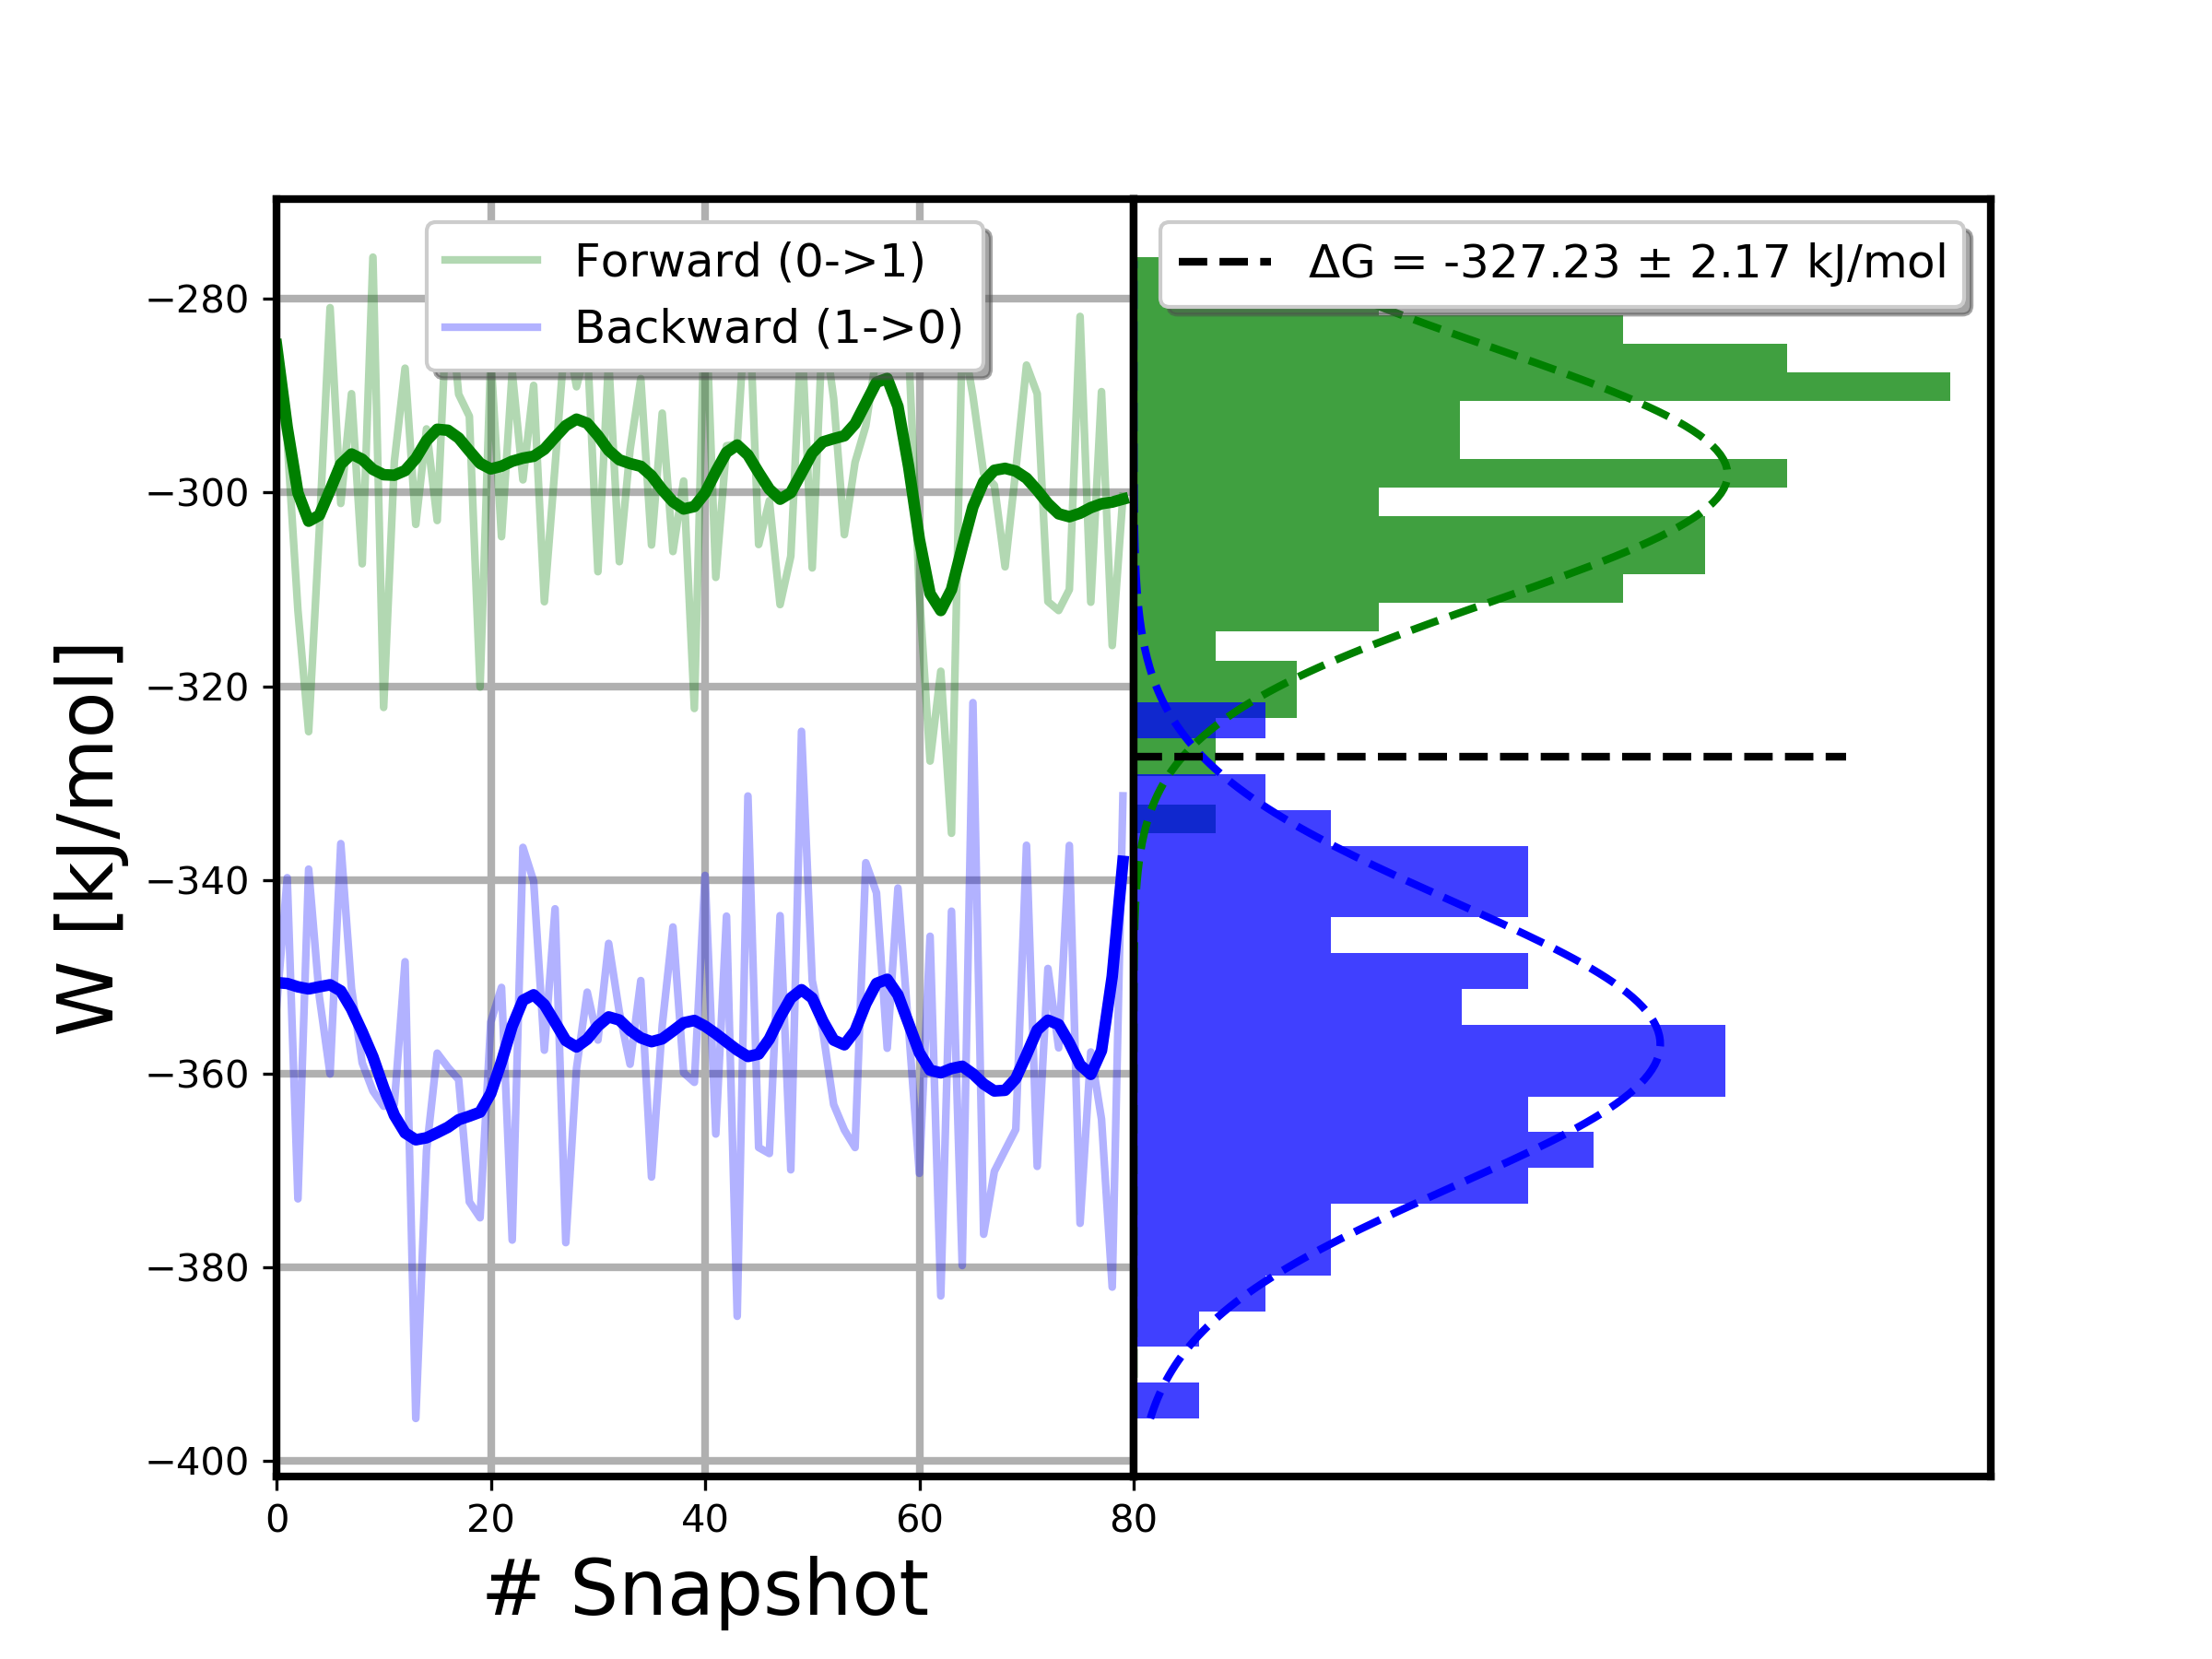 Forward (0->1)
Backward (1->0)
ΔG = -327.23 ± 2.17 kJ/mol
W [kJ/mol]
−280
−300
−320
−340
−360
−380
−400
0 20 40 60 80
# Snapshot